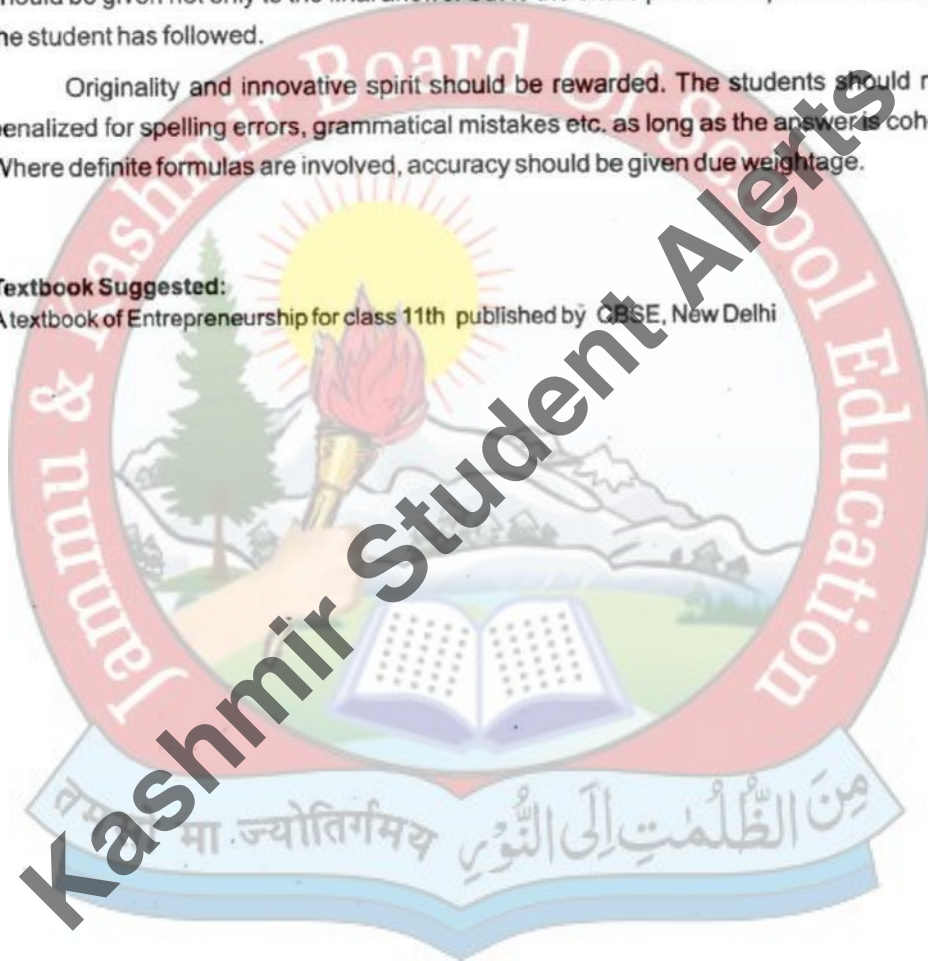 he student has followed.
Originality and innovative spirit should be rewarded. The students should
enalized for spelling errors, grammatical mistakes etc. as long as the answer is
Where definite formulas are involved, accuracy should be given due weightage.
Textbook Suggested:
A textbook of Entrepreneurship for class 11th published by CBSE, New Delhi
Jammu & Kashmir Board Of School Education
Kashmir Student Alerts
मा ज्योतिर्गमय
مِنَ الظُّلُمٰتِ اِلَى النُّوْرِ